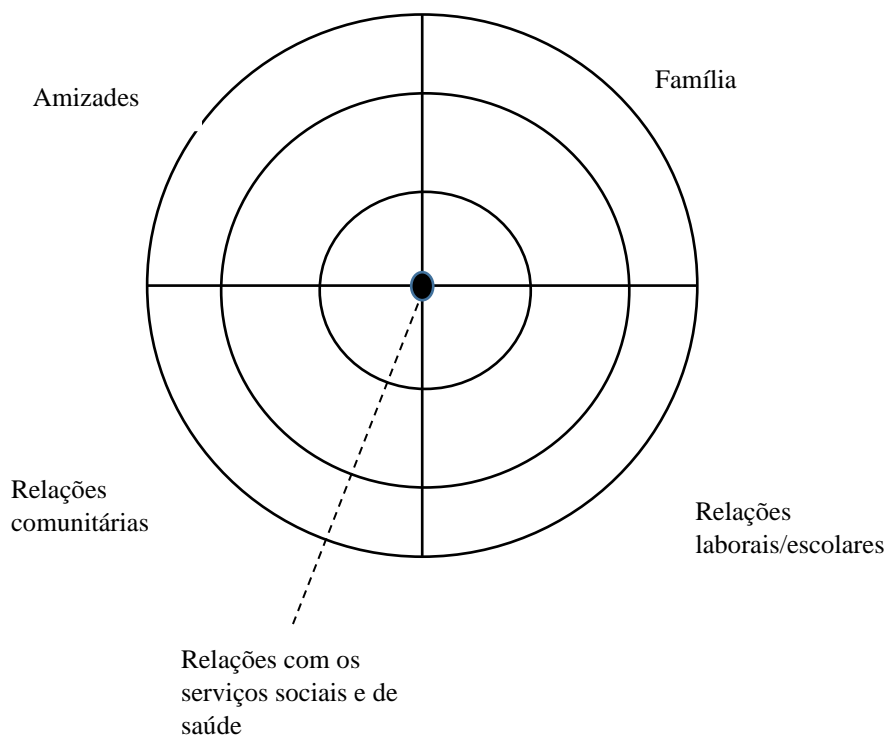 Amizades
Família
Relações
comunitárias
Relações
laborais/escolares
Relações com os
serviços sociais e de
saúde